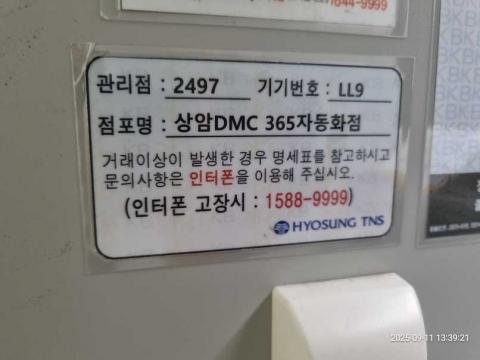 1644-9999
관리점 : 2497 기기번호 : LL9
점포명 : 상암DMC 365자동화점
거래이상이 발생한 경우 명세표를 참고하시고
문의사항은 인터폰을 이용해 주십시오.
(인터폰 고장시 : 1588-9999)
HYOSUNG TNS
2025-09-11 13:39:21